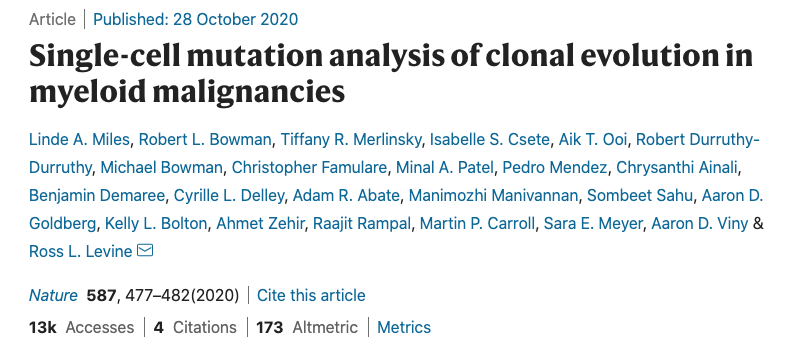 Article | Published: 28 October 2020
Single-cell mutation analysis of clonal evolution in
myeloid malignancies
Linde A. Miles, Robert L. Bowman, Tiffany R. Merlinsky, Isabelle S. Csete, Aik T. Ooi, Robert Durruthy-
Durruthy, Michael Bowman, Christopher Famulare, Minal A. Patel, Pedro Mendez, Chrysanthi Ainali,
Benjamin Demaree, Cyrille L. Delley, Adam R. Abate, Manimozhi Manivannan, Sombeet Sahu, Aaron D.
Goldberg, Kelly L. Bolton, Ahmet Zehir, Raajit Rampal, Martin P. Carroll, Sara E. Meyer, Aaron D. Viny &
Ross L. Levine
Nature 587, 477–482(2020) | Cite this article
13k Accesses | 4 Citations | 173 Altmetric | Metrics